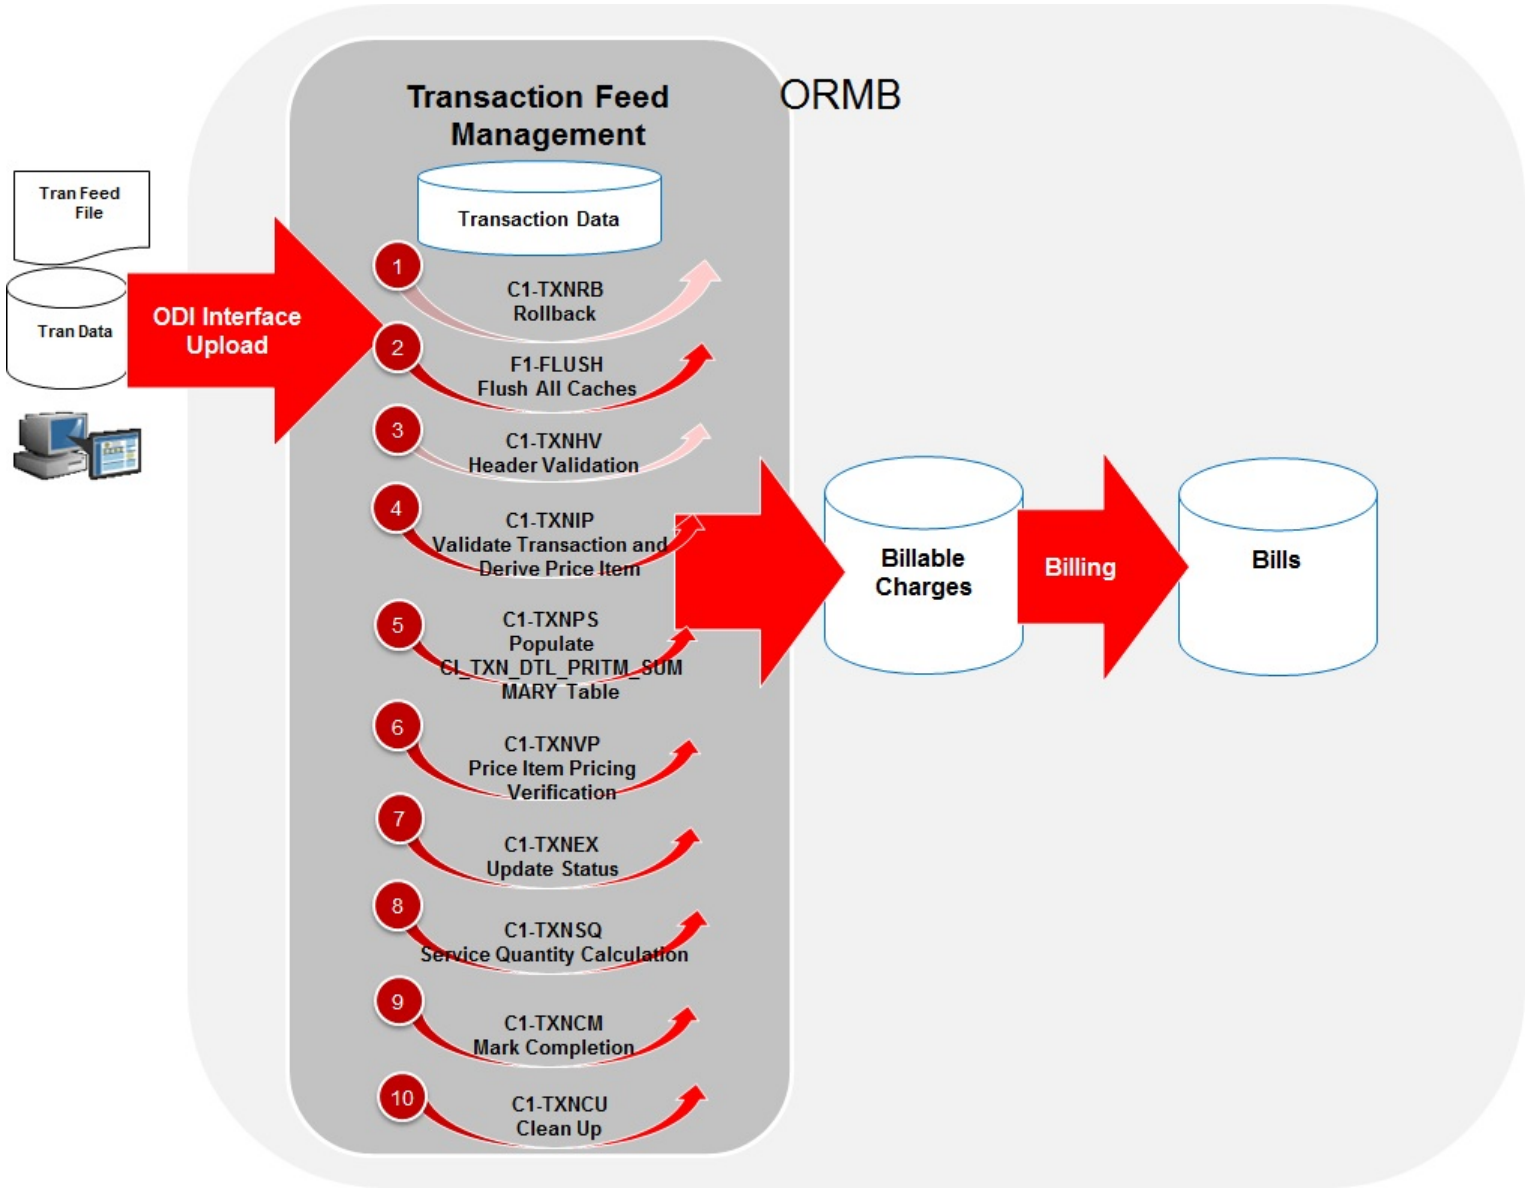 ORMB
Transaction Feed
Management
Tran Feed
File
Tran Data
ODI Interface
Upload
Transaction Data
1
C1-TXNRB
Rollback
2
F1-FLUSH
Flush All Caches
3
C1-TXNHV
Header Validation
4
C1-TXNIP
Validate Transaction and
Derive Price Item
5
C1-TXNPS
Populate
CI_TXN_DTL_PRITM_SUM
MARY Table
6
C1-TXNVP
Price Item Pricing
Verification
7
C1-TXNEX
Update Status
8
C1-TXNSQ
Service Quantity Calculation
9
C1-TXNCM
Mark Completion
10
C1-TXNCU
Clean Up
Billable
Charges
Billing
Bills